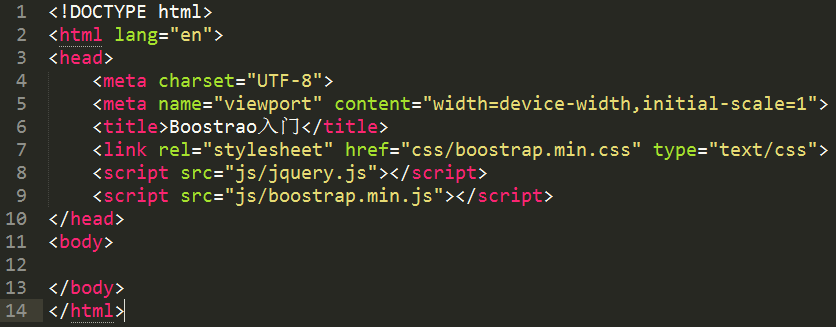 1 <!DOCTYPE html>
2 <html lang="en">
3 <head>
4     <meta charset="UTF-8">
5     <meta name="viewport" content="width=device-width,initial-scale=1">
6     <title>Boostrao入门</title>
7     <link rel="stylesheet" href="css/boostrap.min.css" type="text/css">
8     <script src="js/jquery.js"></script>
9     <script src="js/boostrap.min.js"></script>
10 </head>
11 <body>
12
13 </body>
14 </html>